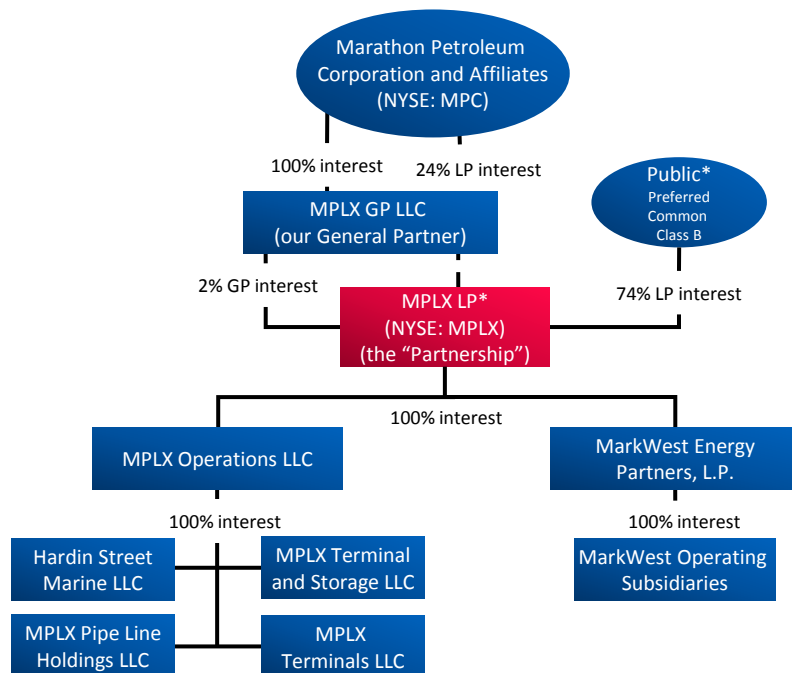 Marathon Petroleum
Corporation and Affiliates
(NYSE: MPC)
100% interest
24% LP interest
Public*
Preferred
Common
Class B
MPLX GP LLC
(our General Partner)
2% GP interest
74% LP interest
MPLX LP*
(NYSE: MPLX)
(the “Partnership”)
100% interest
MPLX Operations LLC
MarkWest Energy
Partners, L.P.
100% interest
100% interest
Hardin Street
Marine LLC
MPLX Terminal
and Storage LLC
MarkWest Operating
Subsidiaries
MPLX Pipe Line
Holdings LLC
MPLX
Terminals LLC